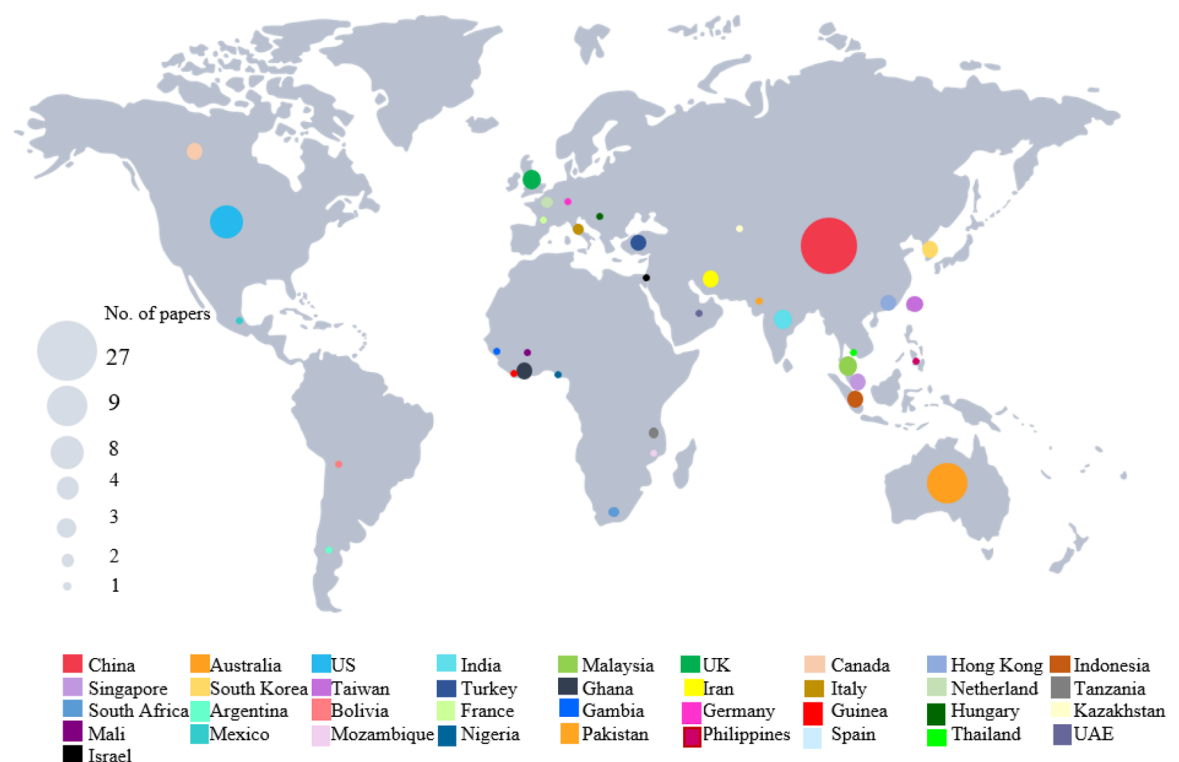 No. of papers
27
9
8
4
3
2
1
China Australia US India Malaysia UK Canada Hong Kong Indonesia
Singapore South Korea Taiwan Turkey Ghana Iran Italy Netherland Tanzania
South Africa Argentina Bolivia France Gambia Germany Guinea Hungary Kazakhstan
Mali Mexico Mozambique Nigeria Pakistan Philippines Spain Thailand UAE
Israel